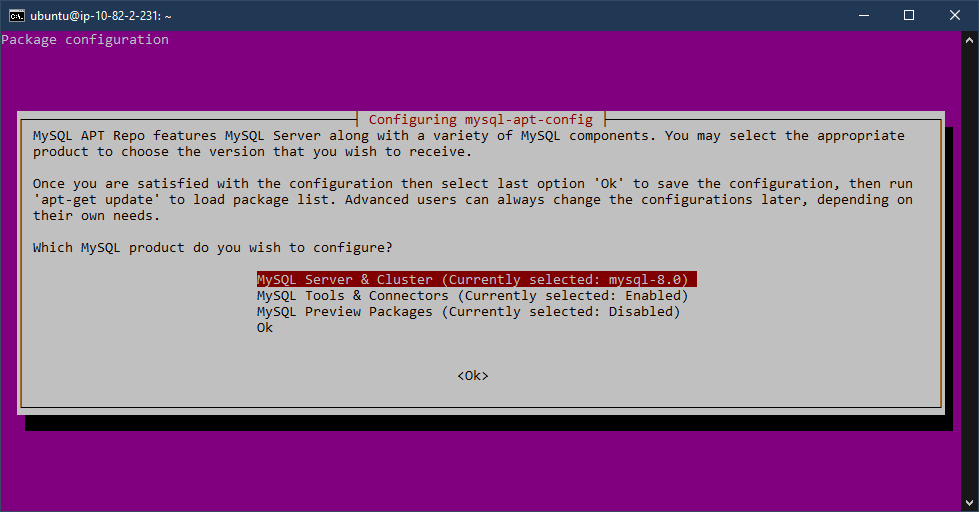 ubuntu@ip-10-82-2-231: ~
Package configuration
Configuring mysql-apt-config
MySQL APT Repo features MySQL Server along with a variety of MySQL components. You may select the appropriate
product to choose the version that you wish to receive.
Once you are satisfied with the configuration then select last option 'Ok' to save the configuration, then run
'apt-get update' to load package list. Advanced users can always change the configurations later, depending on
their own needs.
Which MySQL product do you wish to configure?
MySQL Server & Cluster (Currently selected: mysql-8.0)
MySQL Tools & Connectors (Currently selected: Enabled)
MySQL Preview Packages (Currently selected: Disabled)
Ok
<Ok>